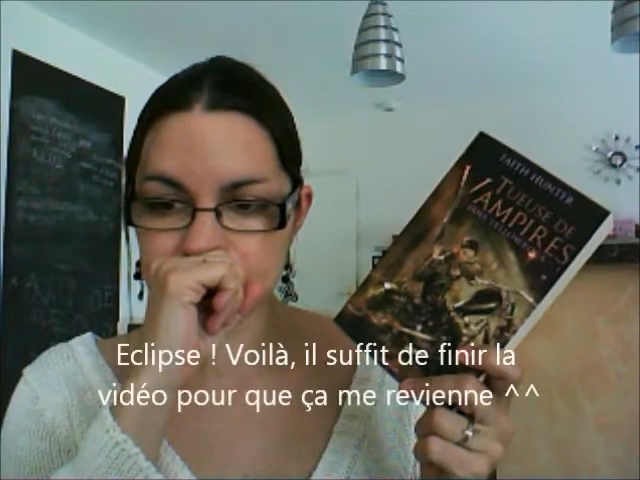 FAITH HUNTER
TUEUSE DE
VAMPIRES
Eclipse ! Voilà, il suffit de finir la
vidéo pour que ça me revienne ^^